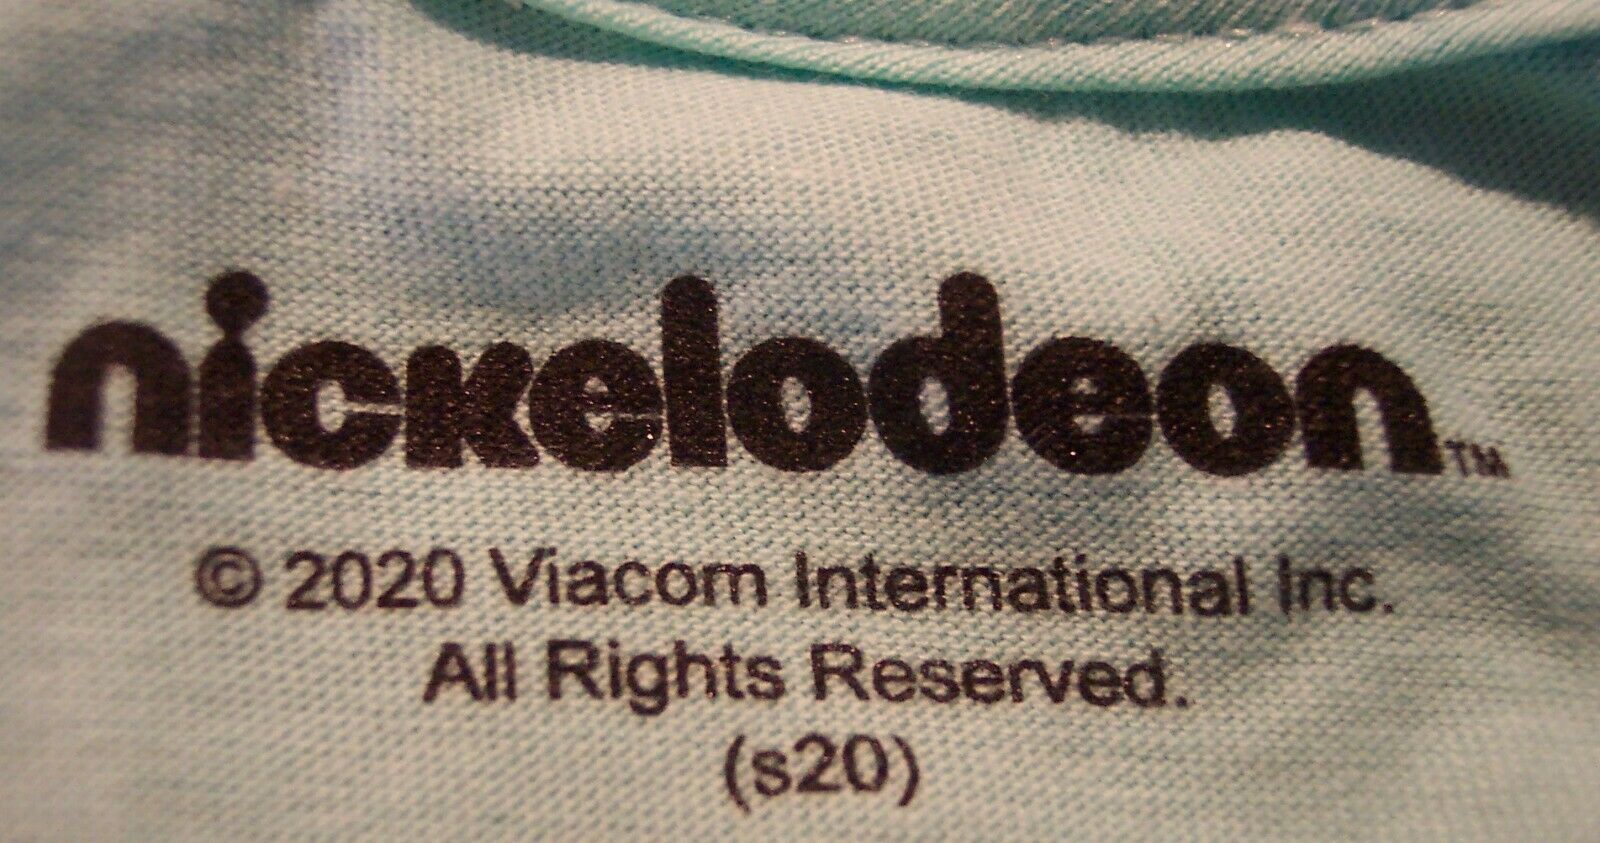 nickelodeon™
© 2020 Viacom International Inc.
All Rights Reserved.
(s20)